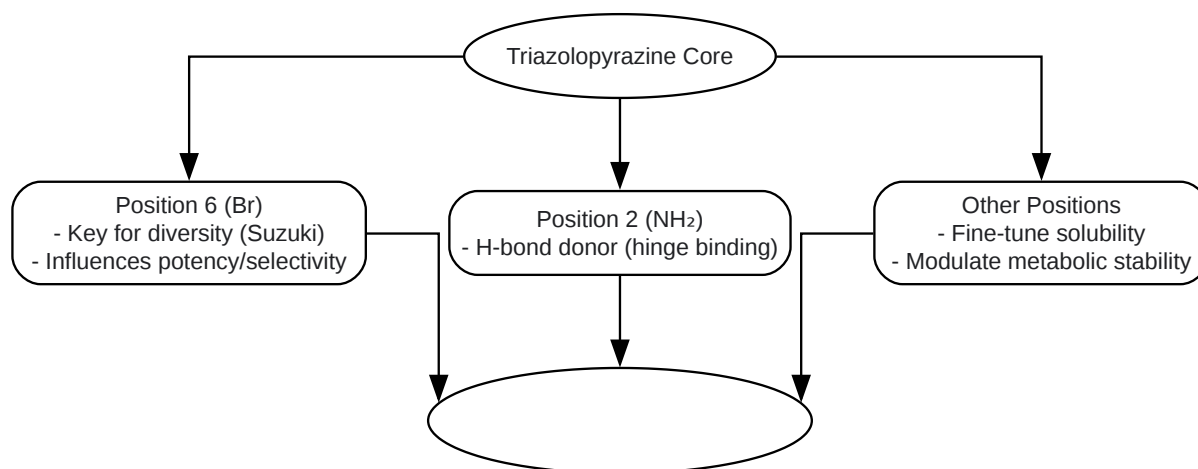 Triazolopyrazine Core
Position 6 (Br)
- Key for diversity (Suzuki)
- Influences potency/selectivity
Position 2 (NH₂)
- H-bond donor (hinge binding)
Other Positions
- Fine-tune solubility
- Modulate metabolic stability